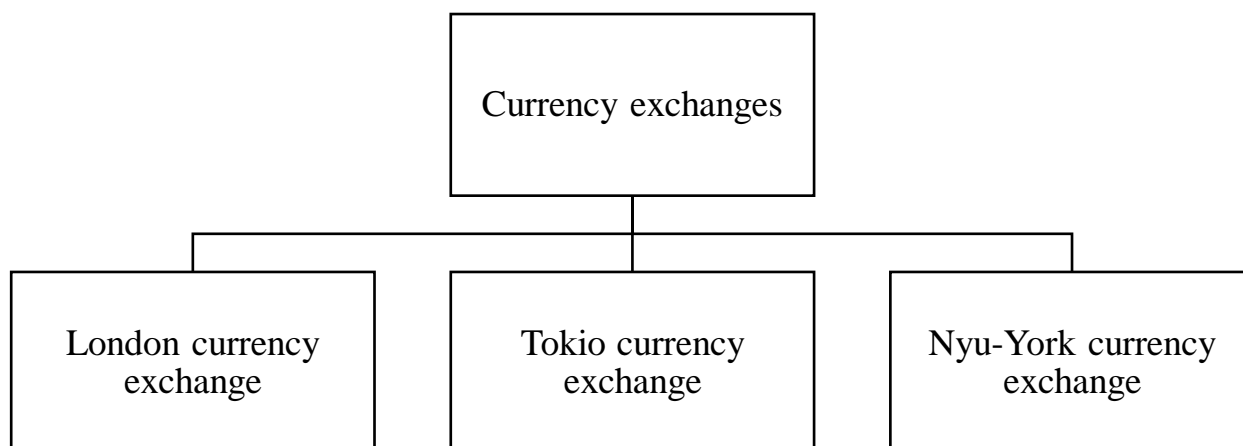 Currency exchanges
London currency
exchange
Tokio currency
exchange
Nyu-York currency
exchange